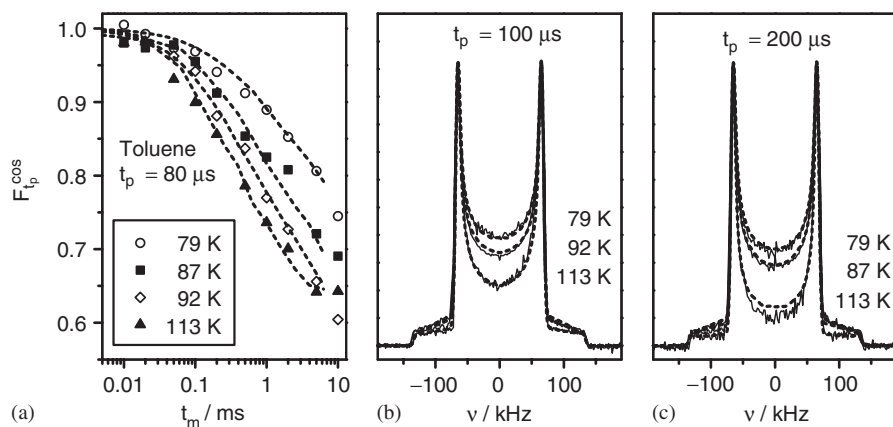 1.0
0.9
0.8
0.7
0.6
F_{t_p}^{cos}
Toluene
t_p = 80 µs
79 K
87 K
92 K
113 K
0.01 0.1 1 10
t_m / ms
(a)
t_p = 100 µs
79 K
92 K
113 K
−100 0 100
ν / kHz
(b)
t_p = 200 µs
79 K
87 K
113 K
−100 0 100
ν / kHz
(c)